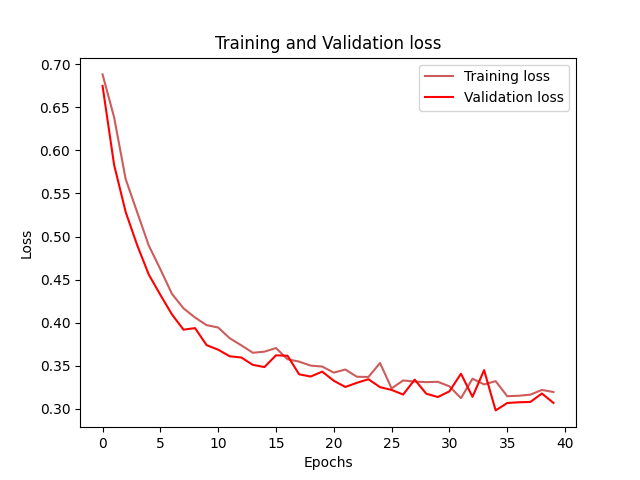 Training and Validation loss
Training loss
Validation loss
Loss
0.70
0.65
0.60
0.55
0.50
0.45
0.40
0.35
0.30
0 5 10 15 20 25 30 35 40
Epochs